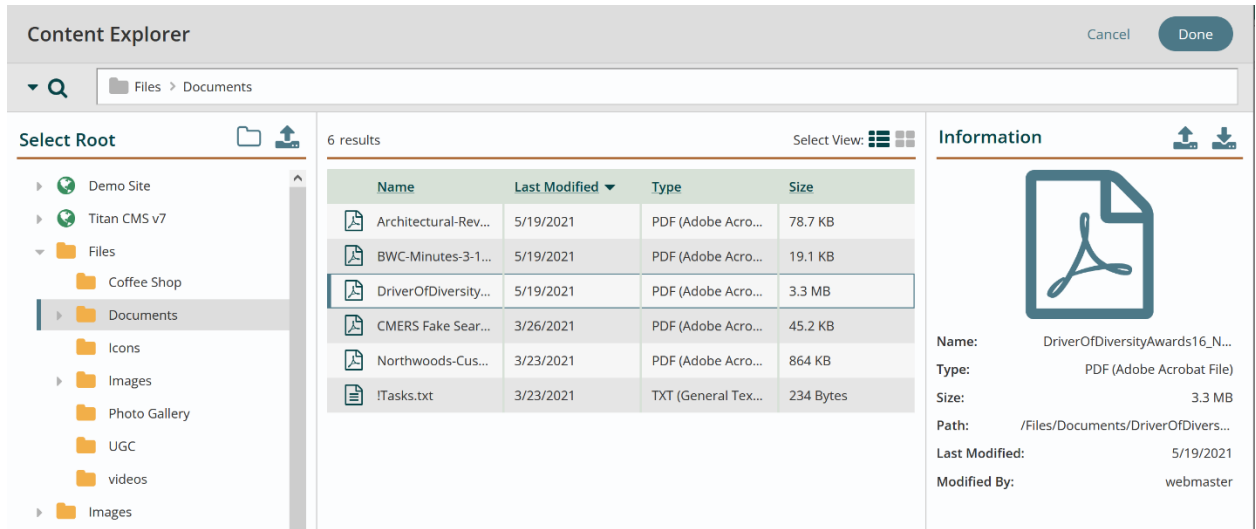 Content Explorer
Cancel
Done
Files > Documents
Select Root
Demo Site
Titan CMS v7
Files
Coffee Shop
Documents
Icons
Images
Photo Gallery
UGC
videos
Images
6 results
Select View:
Name Last Modified Type Size
Architectural-Rev... 5/19/2021 PDF (Adobe Acro... 78.7 KB
BWC-Minutes-3-1... 5/19/2021 PDF (Adobe Acro... 19.1 KB
DriverOfDiversity... 5/19/2021 PDF (Adobe Acro... 3.3 MB
CMERS Fake Sear... 3/26/2021 PDF (Adobe Acro... 45.2 KB
Northwoods-Cus... 3/23/2021 PDF (Adobe Acro... 864 KB
!Tasks.txt 3/23/2021 TXT (General Tex... 234 Bytes
Information
Name: DriverOfDiversityAwards16_N...
Type: PDF (Adobe Acrobat File)
Size: 3.3 MB
Path: /Files/Documents/DriverOfDivers...
Last Modified: 5/19/2021
Modified By: webmaster